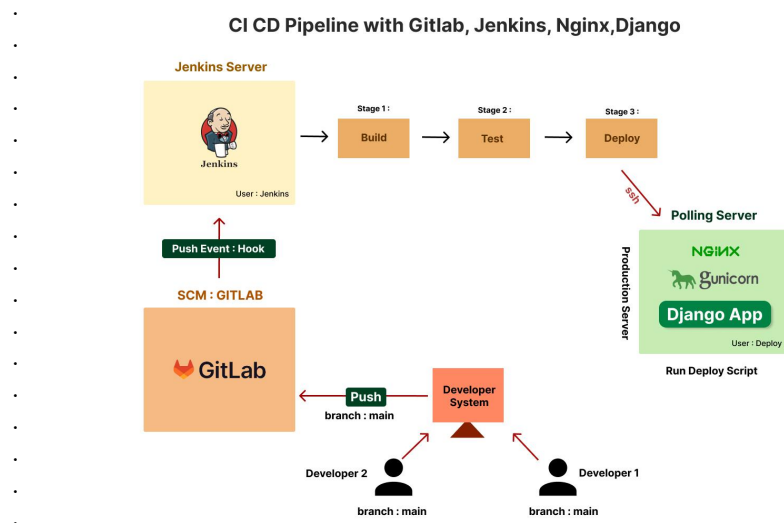 CI CD Pipeline with Gitlab, Jenkins, Nginx,Django
Jenkins Server
Jenkins
User : Jenkins
Stage 1 :
Build
Stage 2 :
Test
Stage 3 :
Deploy
ssh
Polling Server
NGINX
gunicorn
Django App
User : Deploy
Production Server
Run Deploy Script
Push Event : Hook
SCM : GITLAB
GitLab
Push
branch : main
Developer
System
Developer 2
branch : main
Developer 1
branch : main